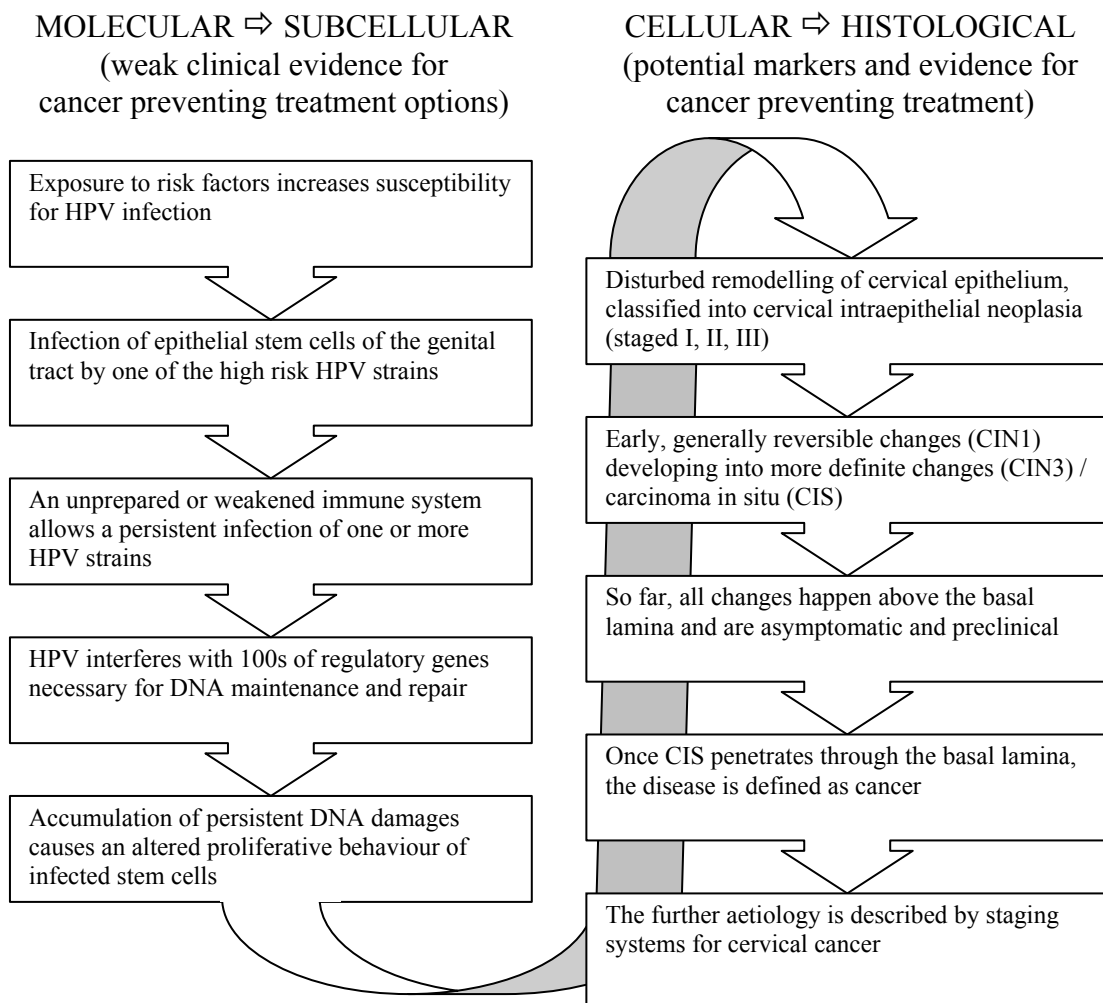 MOLECULAR ⇨ SUBCELLULAR
(weak clinical evidence for
cancer preventing treatment options)
Exposure to risk factors increases susceptibility
for HPV infection
Infection of epithelial stem cells of the genital
tract by one of the high risk HPV strains
An unprepared or weakened immune system
allows a persistent infection of one or more
HPV strains
HPV interferes with 100s of regulatory genes
necessary for DNA maintenance and repair
Accumulation of persistent DNA damages
causes an altered proliferative behaviour of
infected stem cells
CELLULAR ⇨ HISTOLOGICAL
(potential markers and evidence for
cancer preventing treatment)
Disturbed remodelling of cervical epithelium,
classified into cervical intraepithelial neoplasia
(staged I, II, III)
Early, generally reversible changes (CIN1)
developing into more definite changes (CIN3) /
carcinoma in situ (CIS)
So far, all changes happen above the basal
lamina and are asymptomatic and preclinical
Once CIS penetrates through the basal lamina,
the disease is defined as cancer
The further aetiology is described by staging
systems for cervical cancer